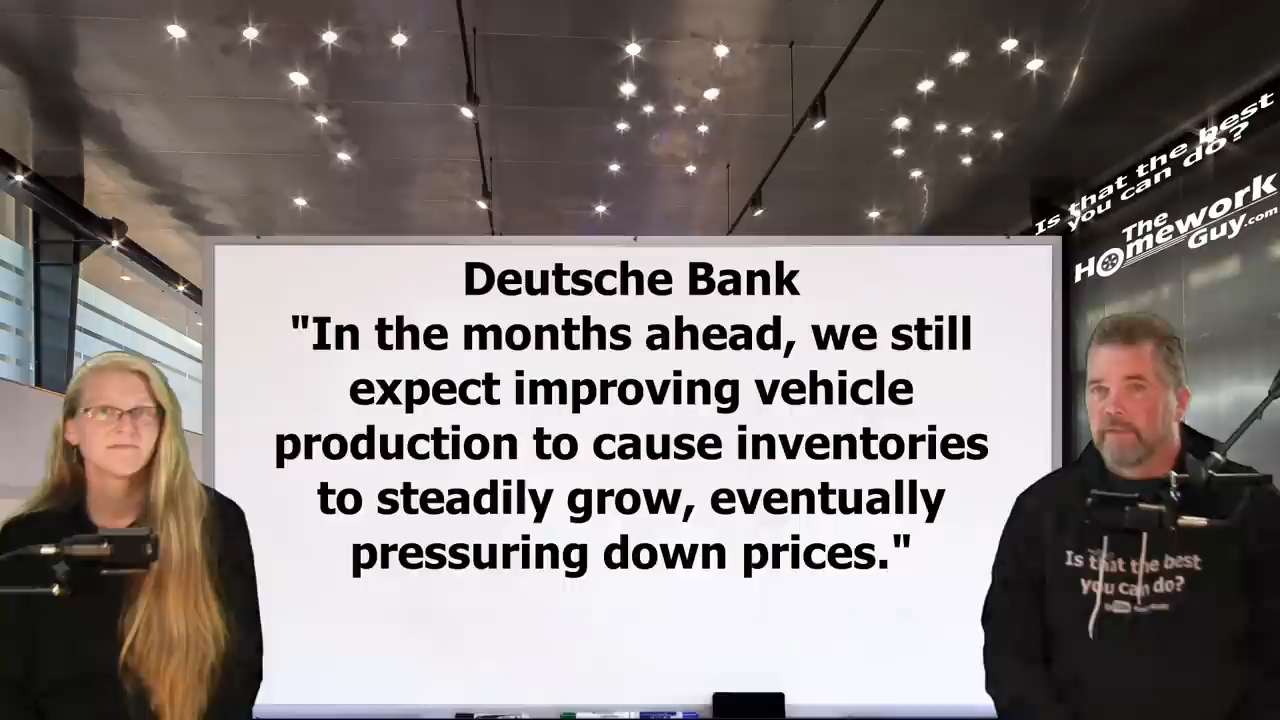 Is that the best
you can do?
The
Homework
Guy.com
Deutsche Bank
"In the months ahead, we still
expect improving vehicle
production to cause inventories
to steadily grow, eventually
pressuring down prices."
Is that the best
you can do?